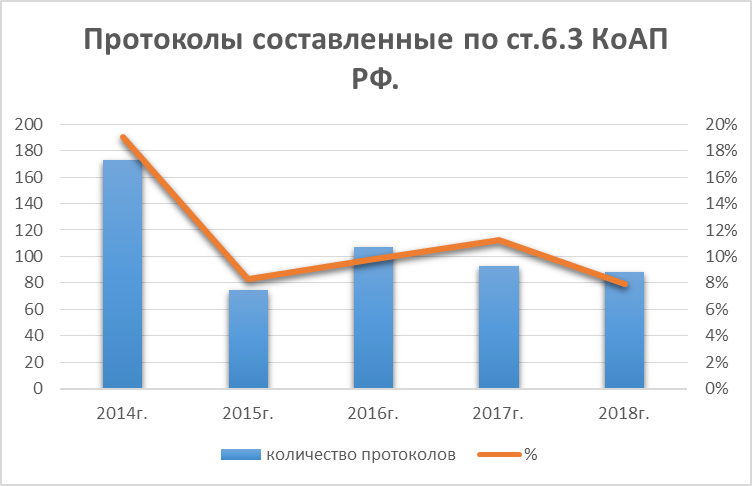 Протоколы составленные по ст.6.3 КоАП
РФ.
200 20%
180 18%
160 16%
140 14%
120 12%
100 10%
80 8%
60 6%
40 4%
20 2%
0 0%
2014г. 2015г. 2016г. 2017г. 2018г.
количество протоколов %